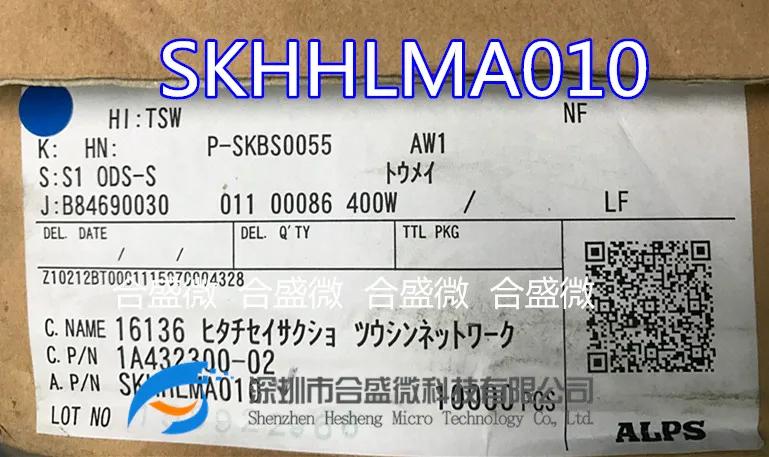 SKHHLMA010
HI:TSW NF
K: HN: P-SKBS0055 AW1
S:S1 ODS-S トウメイ
J:B84690030 011 00086 400W / LF
DEL. DATE DEL. Q'TY TTL PKG
/ /
合盛微 合盛微 合盛微 合盛微
C. NAME 16136 ヒタチセイサクショ ツウシンネットワーク
C. P/N 1A432300-02
A. P/N SKHHLMA010
深圳市合盛微科技有限公司
LOT NO
Shenzhen Hesheng Micro Technology Co., Ltd
ALPS